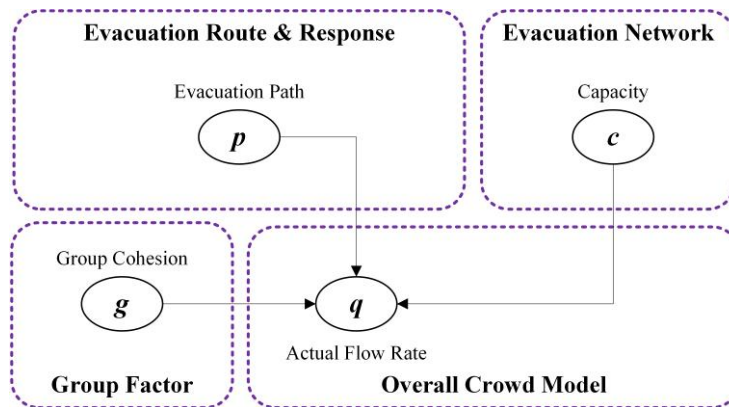 Evacuation Route & Response
Evacuation Path
p
Evacuation Network
Capacity
c
Group Cohesion
g
Group Factor
q
Actual Flow Rate
Overall Crowd Model